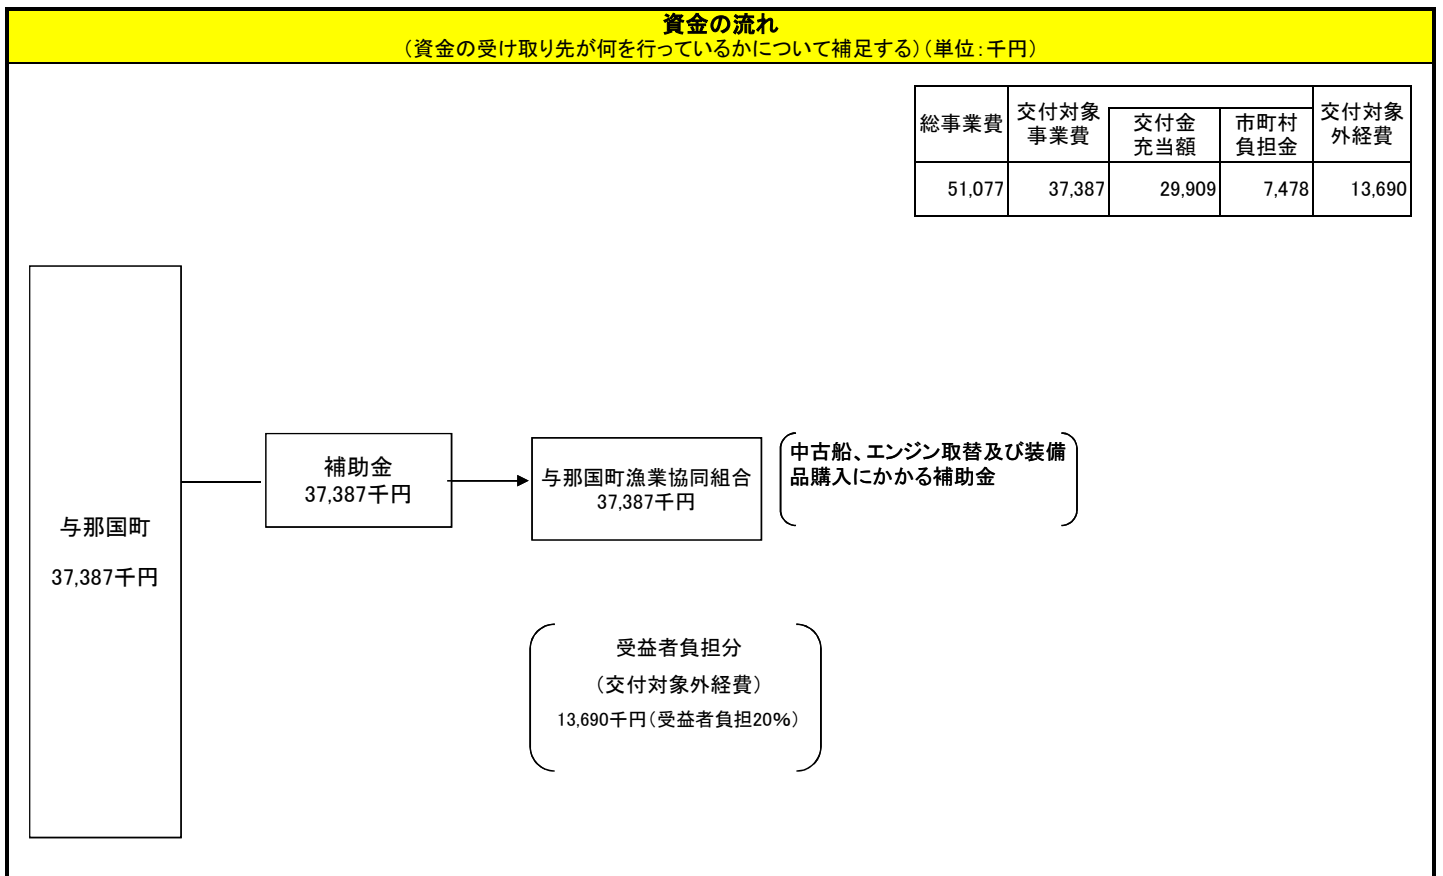 資金の流れ
（資金の受け取り先が何を行っているかについて補足する）（単位：千円）
総事業費
交付対象
事業費
交付金
充当額
市町村
負担金
交付対象
外経費
51,077
37,387
29,909
7,478
13,690
与那国町
37,387千円
補助金
37,387千円
与那国町漁業協同組合
37,387千円
中古船、エンジン取替及び装備
品購入にかかる補助金
受益者負担分
（交付対象外経費）
13,690千円（受益者負担20%）